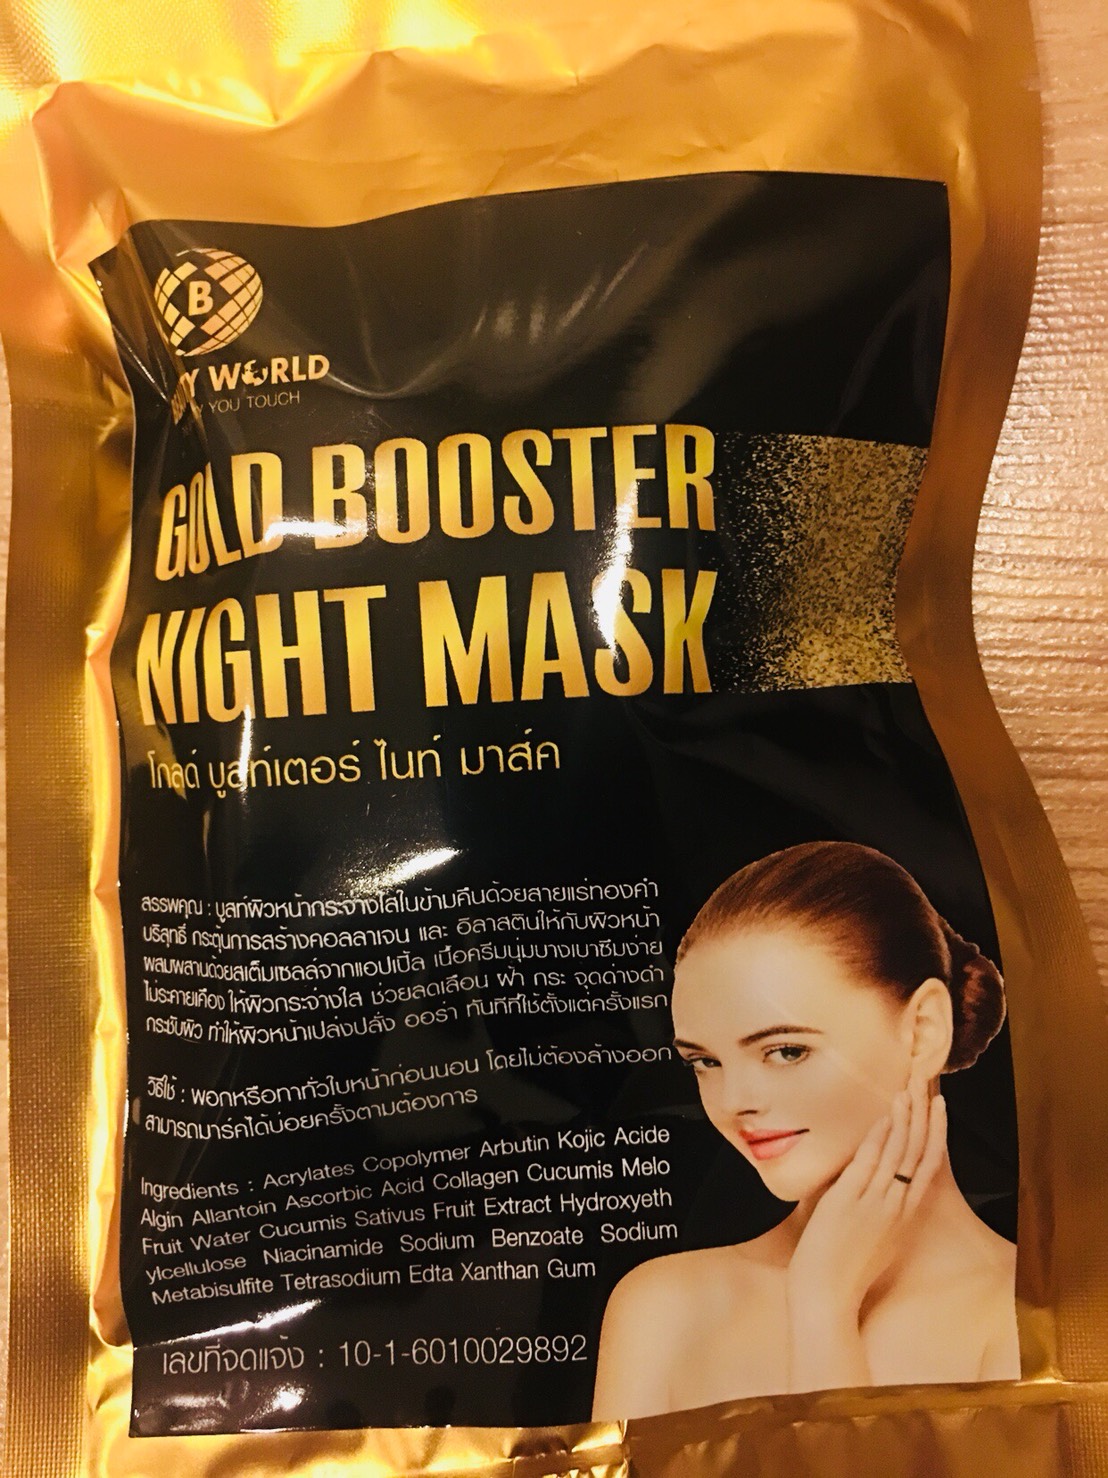 B
WORLD
YOU TOUCH
GOLD BOOSTER
NIGHT MASK
โกลด์ บูสท์เตอร์ ไนท์ มาส์ค
สรรพคุณ : บูสท์ผิวหน้ากระจ่างใสในข้ามคืนด้วยสายแร่ทองคำ
บริสุทธิ์ กระตุ้นการสร้างคอลลาเจน และ อีลาสตินให้กับผิวหน้า
ผสมผสานด้วยสเต็มเซลล์จากแอปเปิ้ล เนื้อครีมนุ่มบางเบาซึมง่าย
ไม่ระคายเคือง ให้ผิวกระจ่างใส ช่วยลดเลือน ฝ้า กระ จุดด่างดำ
กระชับผิว ทำให้ผิวหน้าเปล่งปลั่ง ออร่า ทันทีที่ใช้ตั้งแต่ครั้งแรก
วิธีใช้ : พอกหรือทาทั่วใบหน้าก่อนนอน โดยไม่ต้องล้างออก
สามารถมาร์คได้บ่อยครั้งตามต้องการ
Ingredients : Acrylates Copolymer Arbutin Kojic Acide
Algin Allantoin Ascorbic Acid Collagen Cucumis Melo
Fruit Water Cucumis Sativus Fruit Extract Hydroxyeth
ylcellulose Niacinamide Sodium Benzoate Sodium
Metabisulfite Tetrasodium Edta Xanthan Gum
เลขที่จดแจ้ง : 10-1-6010029892